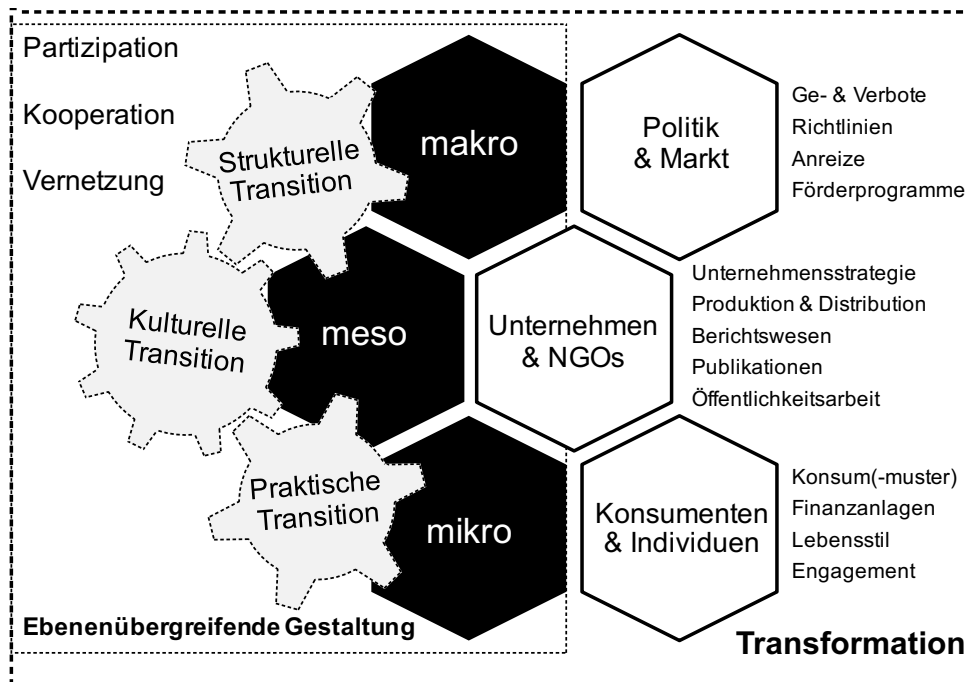 Partizipation
Kooperation
Vernetzung
Strukturelle
Transition
makro
Politik
& Markt
Ge- & Verbote
Richtlinien
Anreize
Förderprogramme
Kulturelle
Transition
meso
Unternehmen
& NGOs
Unternehmensstrategie
Produktion & Distribution
Berichtswesen
Publikationen
Öffentlichkeitsarbeit
Praktische
Transition
mikro
Konsumenten
& Individuen
Konsum(-muster)
Finanzanlagen
Lebensstil
Engagement
Ebenenübergreifende Gestaltung
Transformation